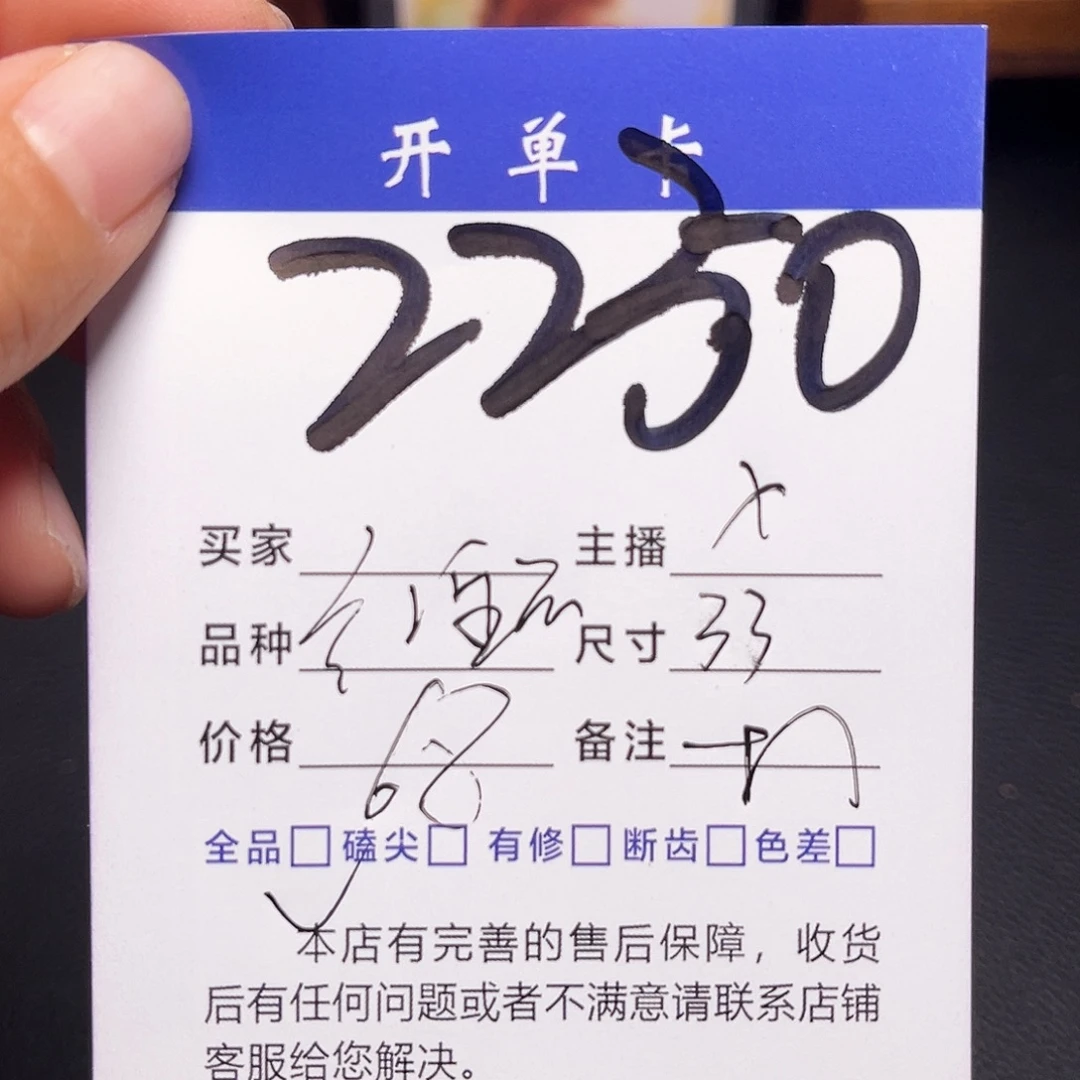 开单卡
2250
买家 主播
品种 尺寸 33
价格 68 备注
全品 磕尖 有修 断齿 色差
本店有完善的售后保障，收货
后有任何问题或者不满意请联系店铺
客服给您解决。